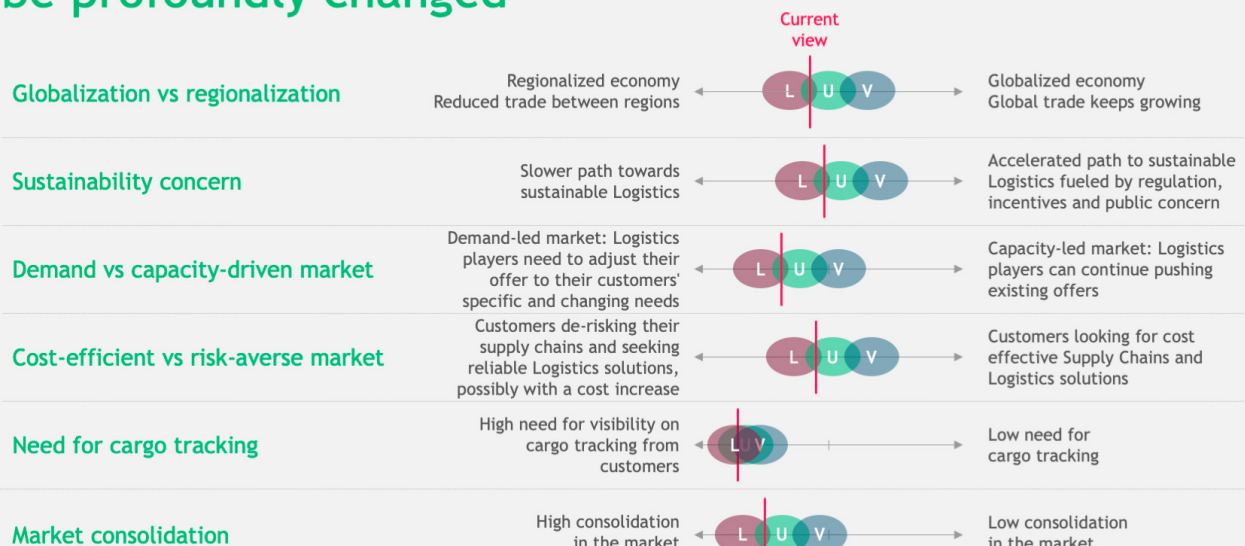 be profoundly changed
Current
view
Globalization vs regionalization
Regionalized economy
Reduced trade between regions
L U V
Globalized economy
Global trade keeps growing
Sustainability concern
Slower path towards
sustainable Logistics
L U V
Accelerated path to sustainable
Logistics fueled by regulation,
incentives and public concern
Demand vs capacity-driven market
Demand-led market: Logistics
players need to adjust their
offer to their customers'
specific and changing needs
L U V
Capacity-led market: Logistics
players can continue pushing
existing offers
Cost-efficient vs risk-averse market
Customers de-risking their
supply chains and seeking
reliable Logistics solutions,
possibly with a cost increase
L U V
Customers looking for cost
effective Supply Chains and
Logistics solutions
Need for cargo tracking
High need for visibility on
cargo tracking from
customers
L U V
Low need for
cargo tracking
Market consolidation
High consolidation
in the market
L U V
Low consolidation
in the market